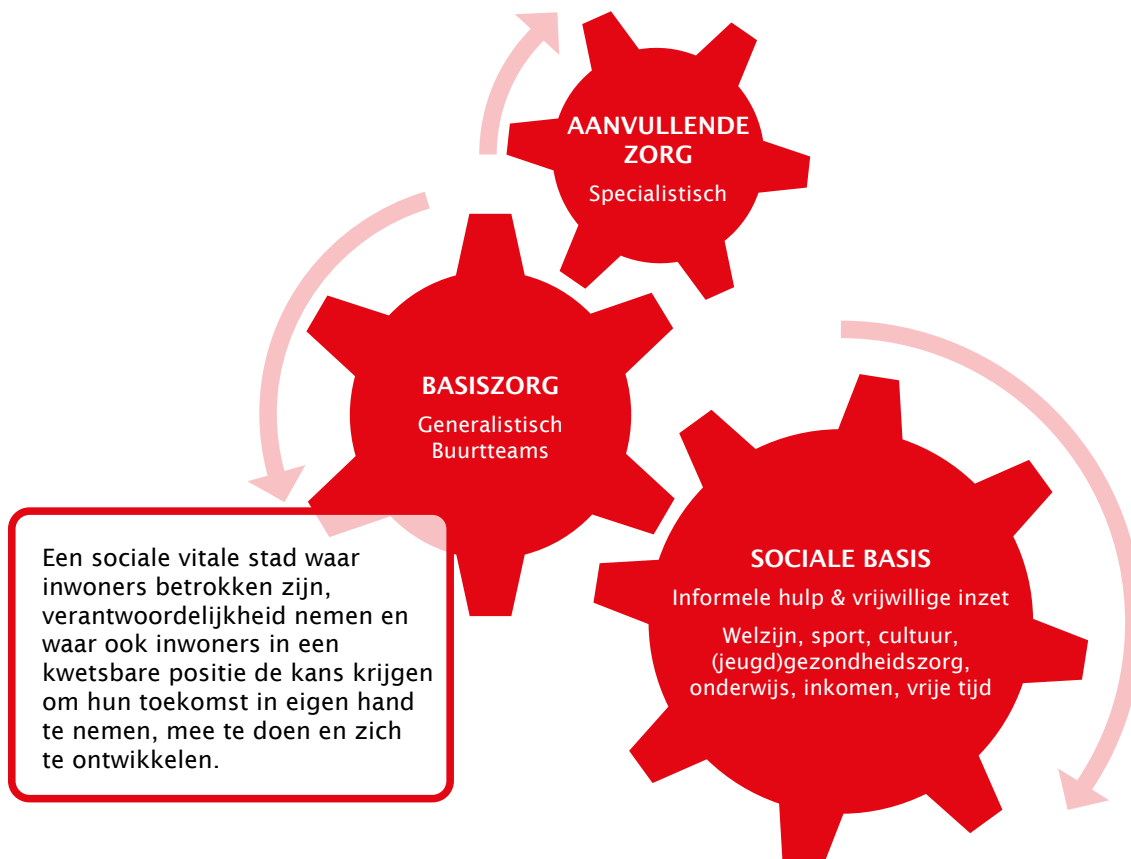 AANVULLENDE
ZORG
Specialistisch
BASISZORG
Generalistisch
Buurtteams
SOCIALE BASIS
Informele hulp & vrijwillige inzet
Welzijn, sport, cultuur,
(jeugd)gezondheidszorg,
onderwijs, inkomen, vrije tijd
Een sociale vitale stad waar
inwoners betrokken zijn,
verantwoordelijkheid nemen en
waar ook inwoners in een
kwetsbare positie de kans krijgen
om hun toekomst in eigen hand
te nemen, mee te doen en zich
te ontwikkelen.